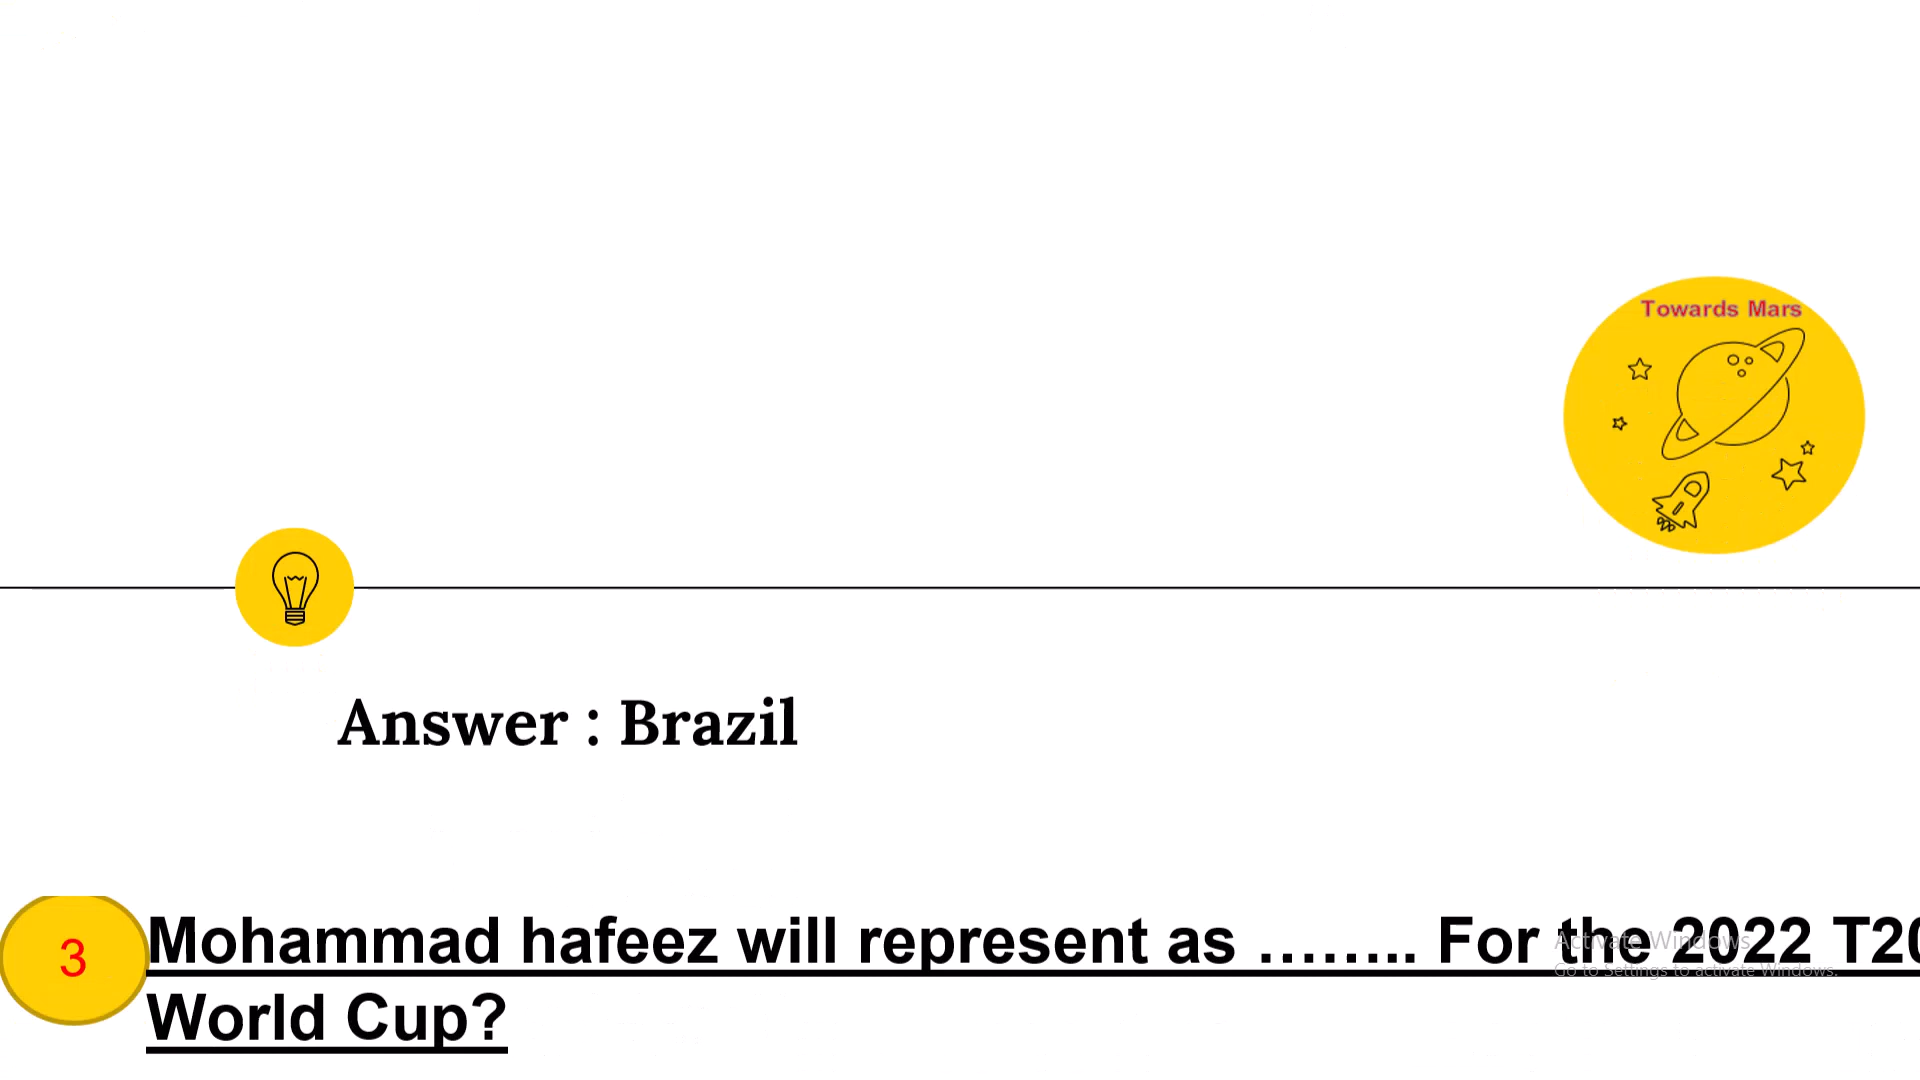 Towards Mars
Answer : Brazil
3
Mohammad hafeez will represent as …….. For the 2022 T20
World Cup?
Activate Windows
Go to Settings to activate Windows.